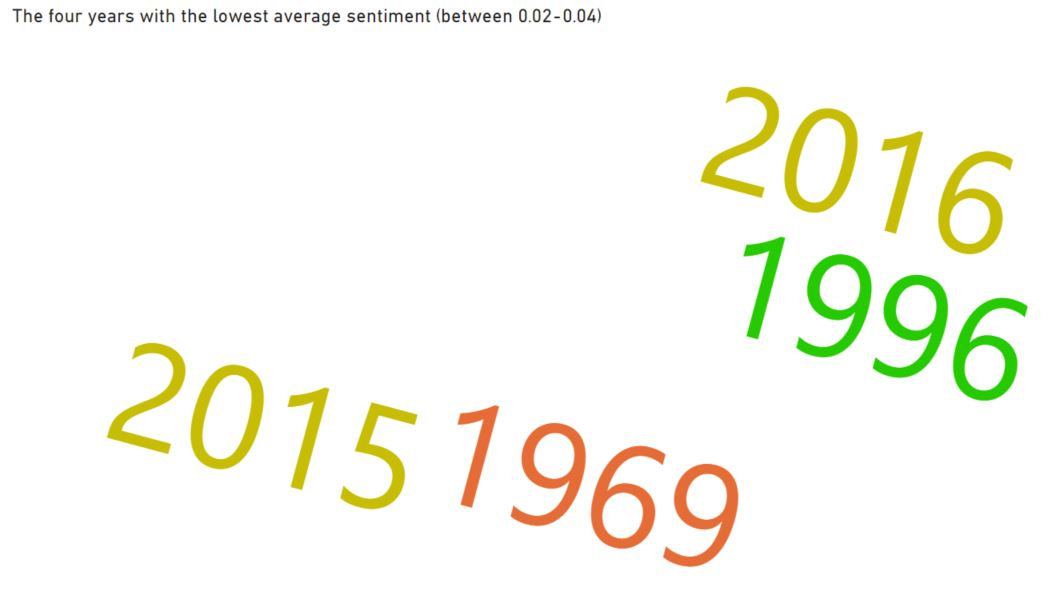 The four years with the lowest average sentiment (between 0.02-0.04)
2016
1996
2015
1969